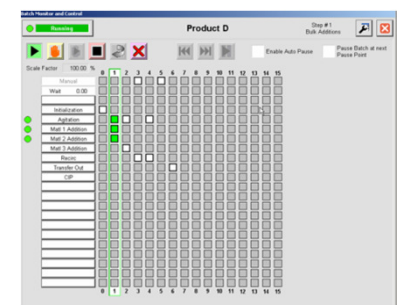 Batch Monitor and Control
Running
Product D
Step # 1
Bulk Additions
Enable Auto Pause
Pause Batch at next
Pause Point
Scale Factor 100.00 %
0 1 2 3 4 5 6 7 8 9 10 11 12 13 14 15
Manual
Wait 0.00
Initialization
Agitation
Matl 1 Addition
Matl 2 Addition
Matl 3 Addition
Recirc
Transfer Out
CIP
0 1 2 3 4 5 6 7 8 9 10 11 12 13 14 15